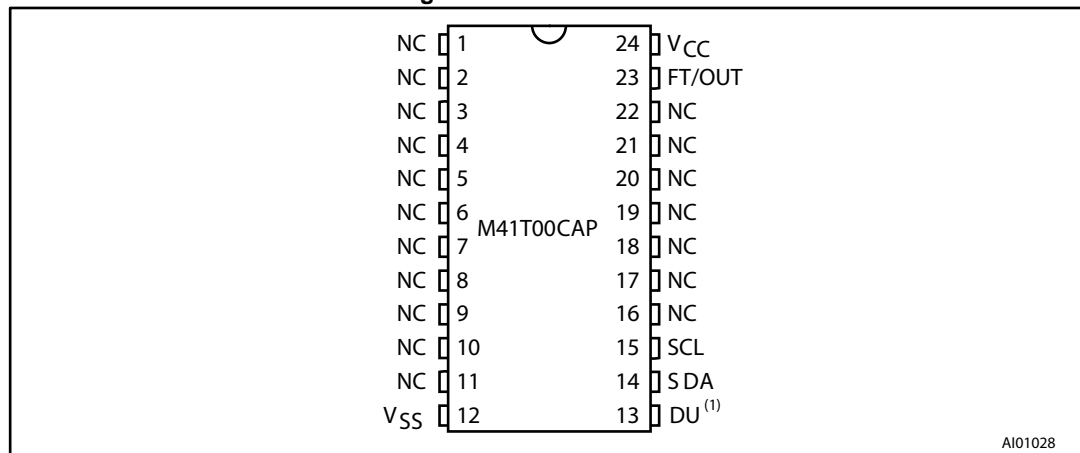 NC 1 24 VCC
NC 2 23 FT/OUT
NC 3 22 NC
NC 4 21 NC
NC 5 20 NC
NC 6 19 NC
M41T00CAP
NC 7 18 NC
NC 8 17 NC
NC 9 16 NC
NC 10 15 SCL
NC 11 14 SDA
VSS 12 13 DU (1)
AI01028